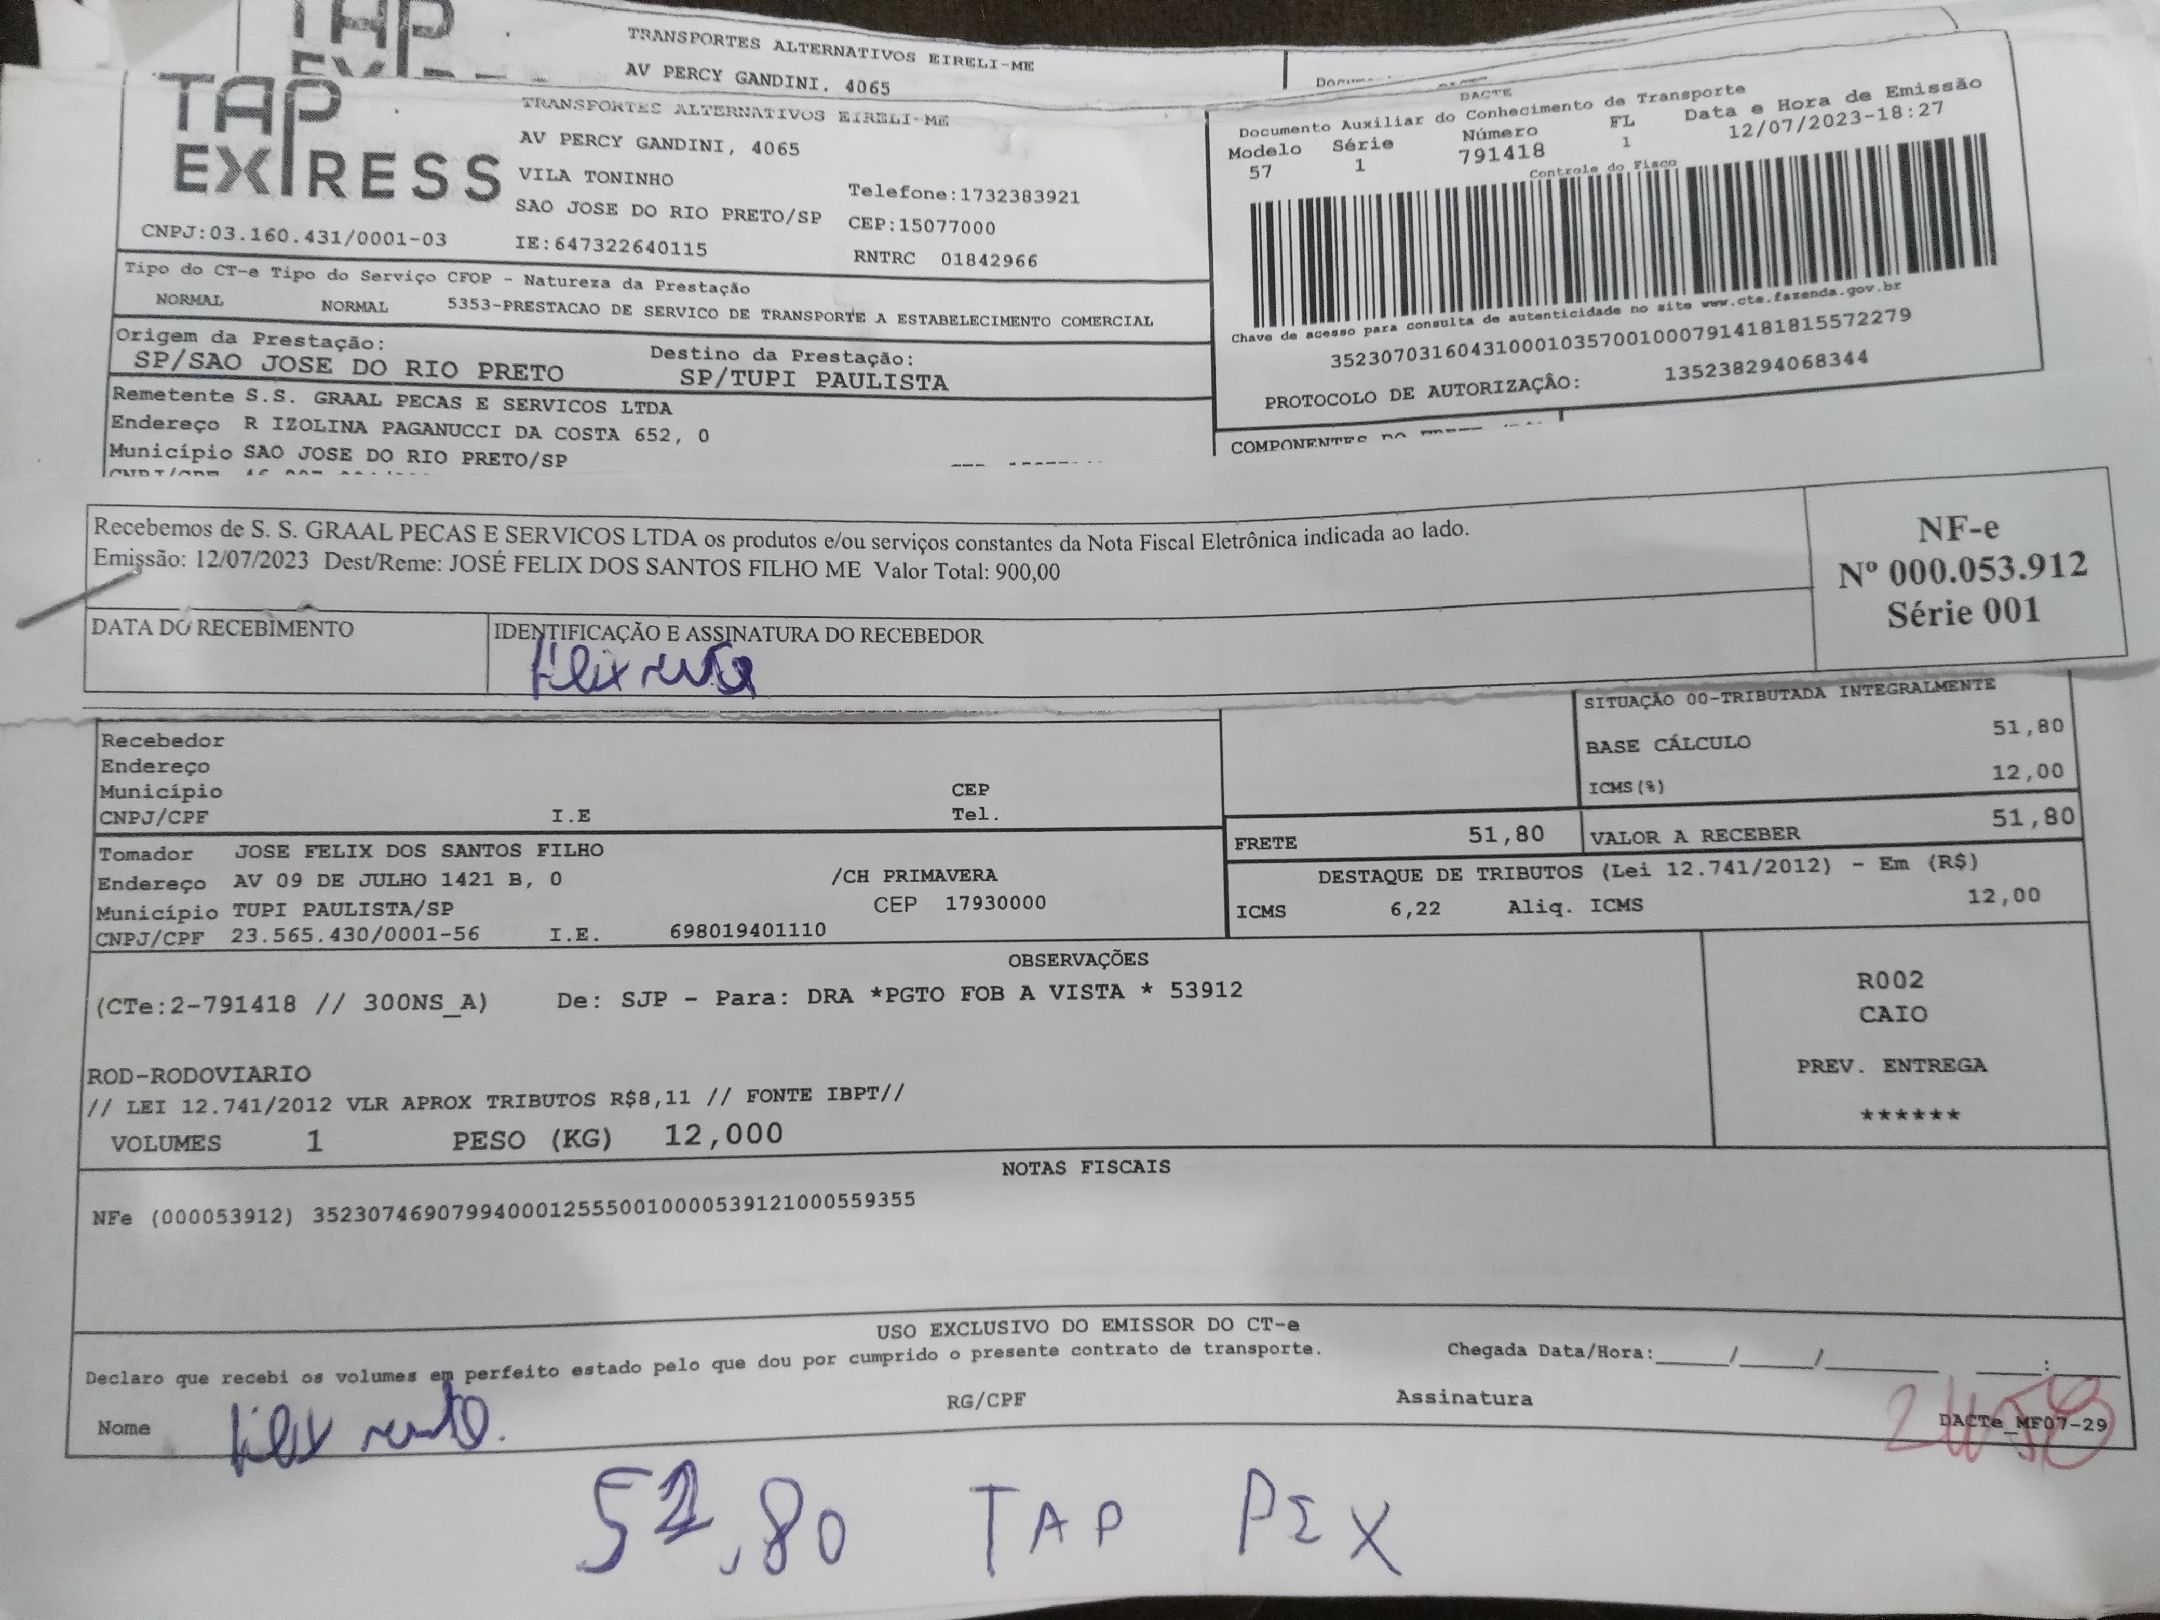 TAP
TRANSPORTES ALTERNATIVOS EIRELI-ME
AV PERCY GANDINI, 4065
TAP
EXPRESS
TRANSPORTES ALTERNATIVOS EIRELI-ME
AV PERCY GANDINI, 4065
VILA TONINHO
Telefone:1732383921
SAO JOSE DO RIO PRETO/SP CEP:15077000
CNPJ:03.160.431/0001-03 IE:647322640115 RNTRC 01842966
DACTE
Documento Auxiliar do Conhecimento de Transporte
Modelo Série Número FL Data e Hora de Emissão
57 1 791418 1 12/07/2023-18:27
Controle do Fisco
Chave de acesso para consulta de autenticidade no site www.cte.fazenda.gov.br
35230703160431000103570010007914181815572279
PROTOCOLO DE AUTORIZAÇÂO: 135238294068344
Tipo do CT-e Tipo do Serviço CFOP - Natureza da Prestação
NORMAL NORMAL 5353-PRESTACAO DE SERVICO DE TRANSPORTE A ESTABELECIMENTO COMERCIAL
Origem da Prestação: Destino da Prestação:
SP/SAO JOSE DO RIO PRETO SP/TUPI PAULISTA
Remetente S.S. GRAAL PECAS E SERVICOS LTDA
Endereço R IZOLINA PAGANUCCI DA COSTA 652, 0
Município SAO JOSE DO RIO PRETO/SP
COMPONENTES DO
Recebemos de S. S. GRAAL PECAS E SERVICOS LTDA os produtos e/ou serviços constantes da Nota Fiscal Eletrônica indicada ao lado.
Emissão: 12/07/2023 Dest/Reme: JOSÉ FELIX DOS SANTOS FILHO ME Valor Total: 900,00
NF-e
Nº 000.053.912
Série 001
DATA DO RECEBIMENTO
IDENTIFICAÇÃO E ASSINATURA DO RECEBEDOR
Recebedor
Endereço
Município CEP
CNPJ/CPF I.E Tel.
SITUAÇÃO 00-TRIBUTADA INTEGRALMENTE
BASE CÁLCULO 51,80
ICMS(%) 12,00
FRETE 51,80 VALOR A RECEBER 51,80
Tomador JOSE FELIX DOS SANTOS FILHO
Endereço AV 09 DE JULHO 1421 B, 0 /CH PRIMAVERA
Município TUPI PAULISTA/SP CEP 17930000
CNPJ/CPF 23.565.430/0001-56 I.E. 698019401110
DESTAQUE DE TRIBUTOS (Lei 12.741/2012) - Em (R$)
ICMS 6,22 Aliq. ICMS 12,00
OBSERVAÇÕES
(CTe:2-791418 // 300NS_A) De: SJP - Para: DRA *PGTO FOB A VISTA * 53912
ROD-RODOVIARIO
// LEI 12.741/2012 VLR APROX TRIBUTOS R$8,11 // FONTE IBPT//
VOLUMES 1 PESO (KG) 12,000
R002
CAIO
PREV. ENTREGA
******
NOTAS FISCAIS
NFe (000053912) 35230746907994000125550010000539121000559355
USO EXCLUSIVO DO EMISSOR DO CT-e
Declaro que recebi os volumes em perfeito estado pelo que dou por cumprido o presente contrato de transporte. Chegada Data/Hora:_____/_____/_______ ____:____
Nome RG/CPF Assinatura
DACTe_MF07-29
,80 TAP PEX